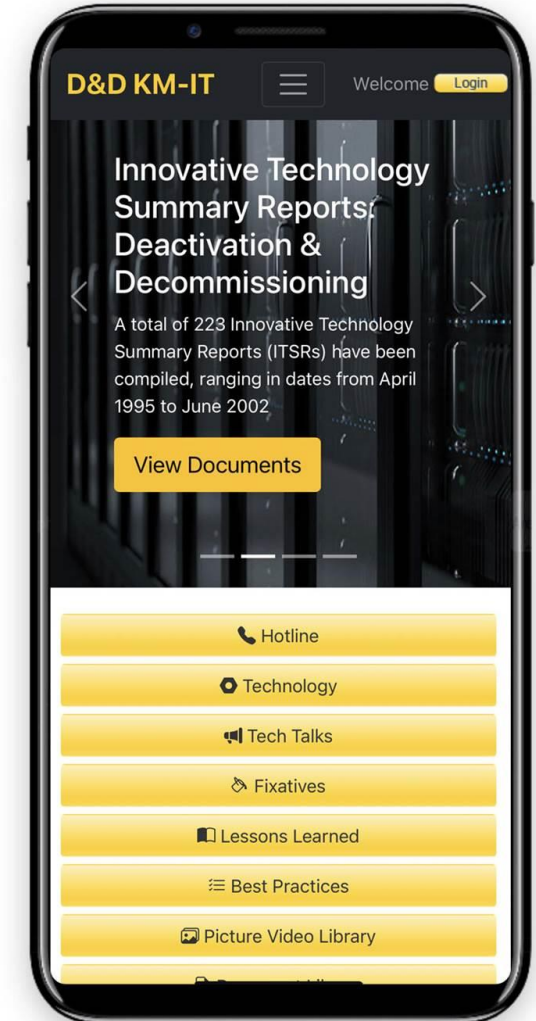 D&D KM-IT
Welcome Login
Innovative Technology
Summary Reports:
Deactivation &
Decommissioning
A total of 223 Innovative Technology
Summary Reports (ITSRs) have been
compiled, ranging in dates from April
1995 to June 2002
View Documents
Hotline
Technology
Tech Talks
Fixatives
Lessons Learned
Best Practices
Picture Video Library